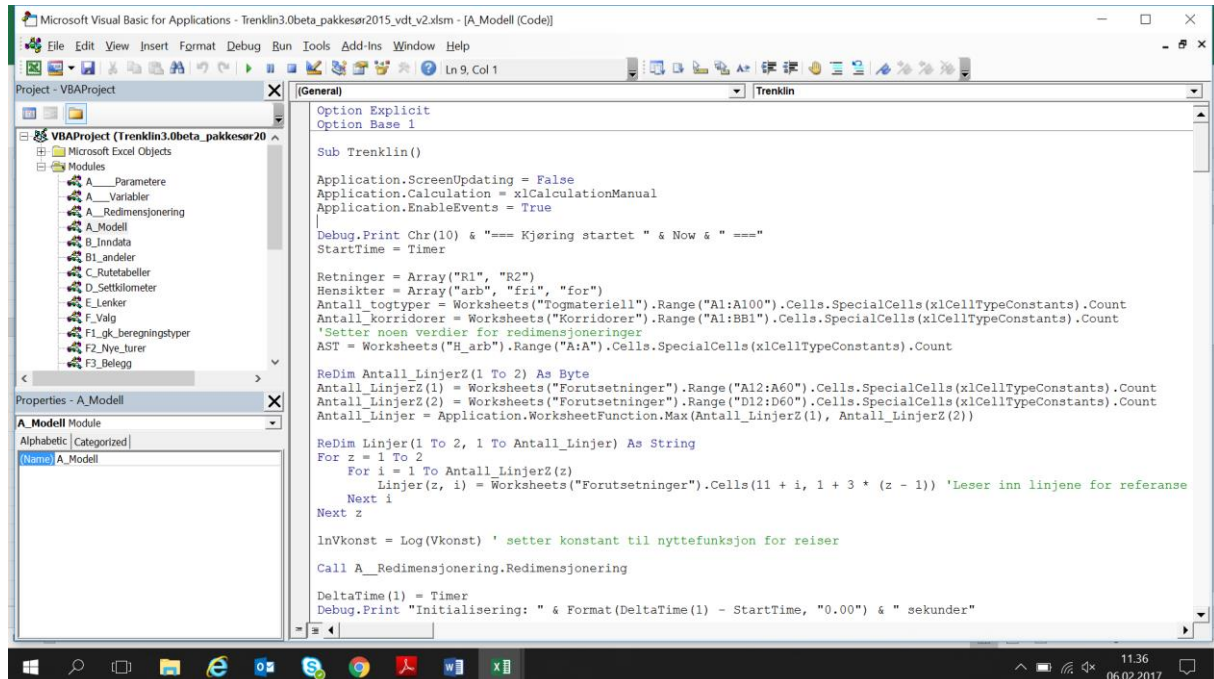 Microsoft Visual Basic for Applications - Trenklin3.0beta_pakkesør2015_vdt_v2.xlsm - [A_Modell (Code)]
File Edit View Insert Format Debug Run Tools Add-Ins Window Help
Ln 9, Col 1
Project - VBAProject
VBAProject (Trenklin3.0beta_pakkesør20
Microsoft Excel Objects
Modules
A____Parametere
A___Variabler
A__Redimensjonering
A_Modell
B_Inndata
B1_andeler
C_Rutetabeller
D_Settkilometer
E_Lenker
F_Valg
F1_gk_beregningstyper
F2_Nye_turer
F3_Belegg
Properties - A_Modell
A_Modell Module
Alphabetic Categorized
(Name) A_Modell
(General) Trenklin
Option Explicit
Option Base 1
Sub Trenklin()
Application.ScreenUpdating = False
Application.Calculation = xlCalculationManual
Application.EnableEvents = True
Debug.Print Chr(10) & "=== Kjøring startet " & Now & " ==="
StartTime = Timer
Retninger = Array("R1", "R2")
Hensikter = Array("arb", "fri", "for")
Antall_togtyper = Worksheets("Togmateriell").Range("A1:A100").Cells.SpecialCells(xlCellTypeConstants).Count
Antall_korridorer = Worksheets("Korridorer").Range("A1:BB1").Cells.SpecialCells(xlCellTypeConstants).Count
'Setter noen verdier for redimensjoneringer
AST = Worksheets("H_arb").Range("A:A").Cells.SpecialCells(xlCellTypeConstants).Count
ReDim Antall_LinjerZ(1 To 2) As Byte
Antall_LinjerZ(1) = Worksheets("Forutsetninger").Range("A12:A60").Cells.SpecialCells(xlCellTypeConstants).Count
Antall_LinjerZ(2) = Worksheets("Forutsetninger").Range("D12:D60").Cells.SpecialCells(xlCellTypeConstants).Count
Antall_Linjer = Application.WorksheetFunction.Max(Antall_LinjerZ(1), Antall_LinjerZ(2))
ReDim Linjer(1 To 2, 1 To Antall_Linjer) As String
For z = 1 To 2
For i = 1 To Antall_LinjerZ(z)
Linjer(z, i) = Worksheets("Forutsetninger").Cells(11 + i, 1 + 3 * (z - 1)) 'Leser inn linjene for referanse
Next i
Next z
lnVkonst = Log(Vkonst) ' setter konstant til nyttefunksjon for reiser
Call A__Redimensjonering.Redimensjonering
DeltaTime(1) = Timer
Debug.Print "Initialisering: " & Format(DeltaTime(1) - StartTime, "0.00") & " sekunder"
11.36
06.02.2017